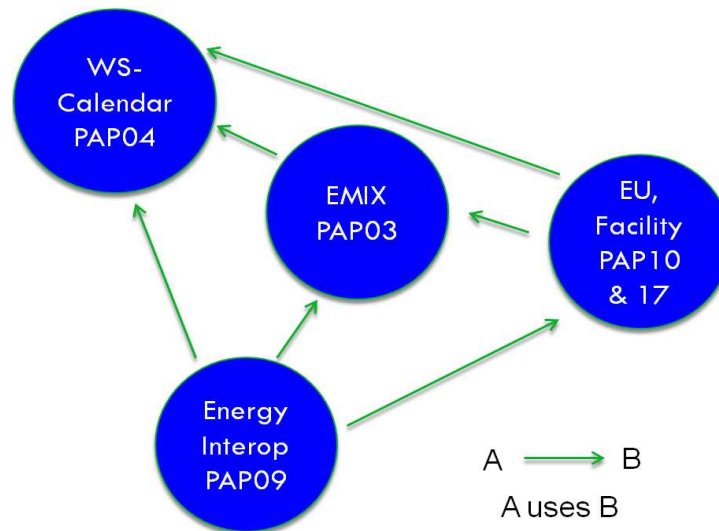 WS-
Calendar
PAP04
EMIX
PAP03
EU,
Facility
PAP10
& 17
Energy
Interop
PAP09
A B
A uses B